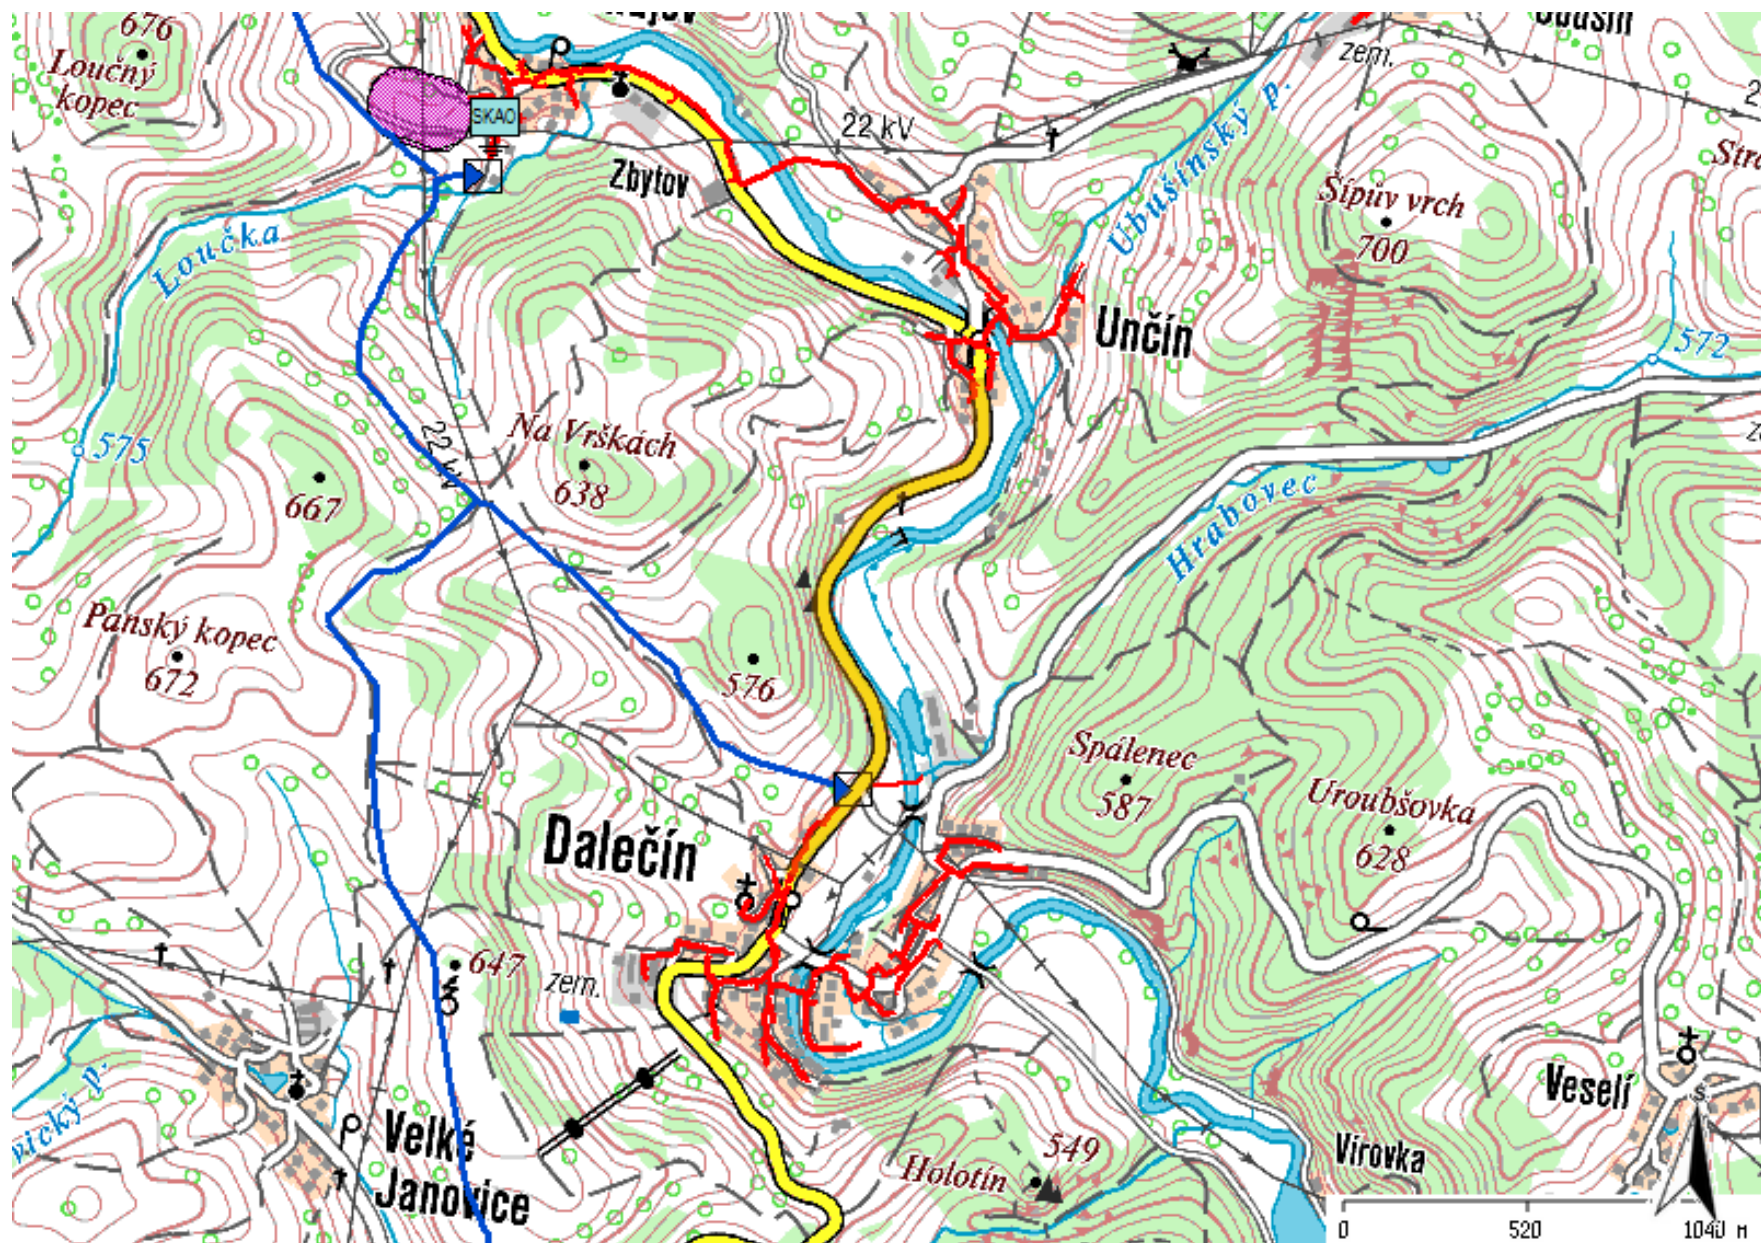 676
Loučný
kopec
zem.
SKAO
22 kV
Zbytov
Ubušínský p.
Šípův vrch
700
Loučka
Unčín
572
575
22 kV
Na Vrškách
638
667
Hrabovec
Panský kopec
672
576
Spálenec
587
Uroubšovka
628
Dalečín
647
zem.
Veselí
s.
Velké
Janovice
549
Holotín
Vírovka
0 520 1040 m